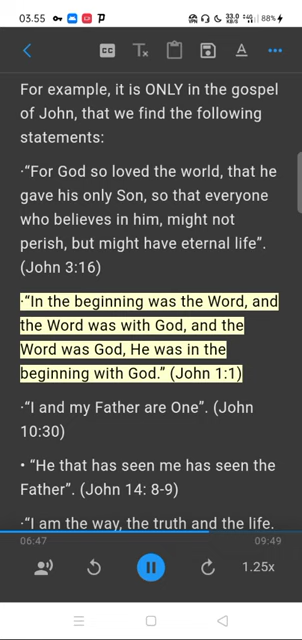 03.55
33.0 KB/S 88%
CC
For example, it is ONLY in the gospel
of John, that we find the following
statements:
·“For God so loved the world, that he
gave his only Son, so that everyone
who believes in him, might not
perish, but might have eternal life”.
(John 3:16)
·“In the beginning was the Word, and
the Word was with God, and the
Word was God, He was in the
beginning with God.” (John 1:1)
·“I and my Father are One”. (John
10:30)
• “He that has seen me has seen the
Father”. (John 14: 8-9)
·“I am the way, the truth and the life.
06:47 09:49
1.25x